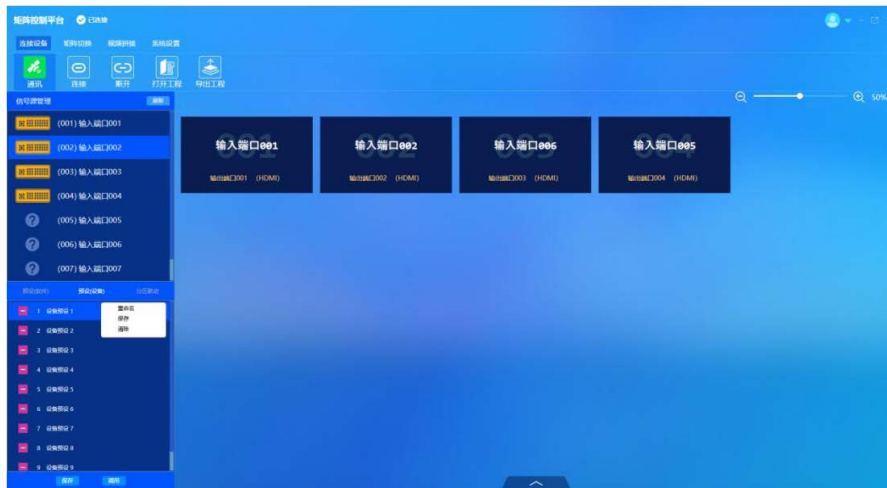 矩阵控制平台 已连接
连接设备 矩阵切换 视频拼接 系统设置
通讯 连接 断开 打开工程 导出工程
信号源管理 刷新
50%
(001) 输入端口001
(002) 输入端口002
(003) 输入端口003
(004) 输入端口004
(005) 输入端口005
(006) 输入端口006
(007) 输入端口007
001 002 003 004
输入端口001 输入端口002 输入端口006 输入端口005
输出端口001 (HDMI) 输出端口002 (HDMI) 输出端口003 (HDMI) 输出端口004 (HDMI)
预设(软件) 预设(设备)
1 设备预设 1
2 设备预设 2
3 设备预设 3
4 设备预设 4
5 设备预设 5
6 设备预设 6
7 设备预设 7
8 设备预设 8
9 设备预设 9
重命名
保存
清除
保存 调用